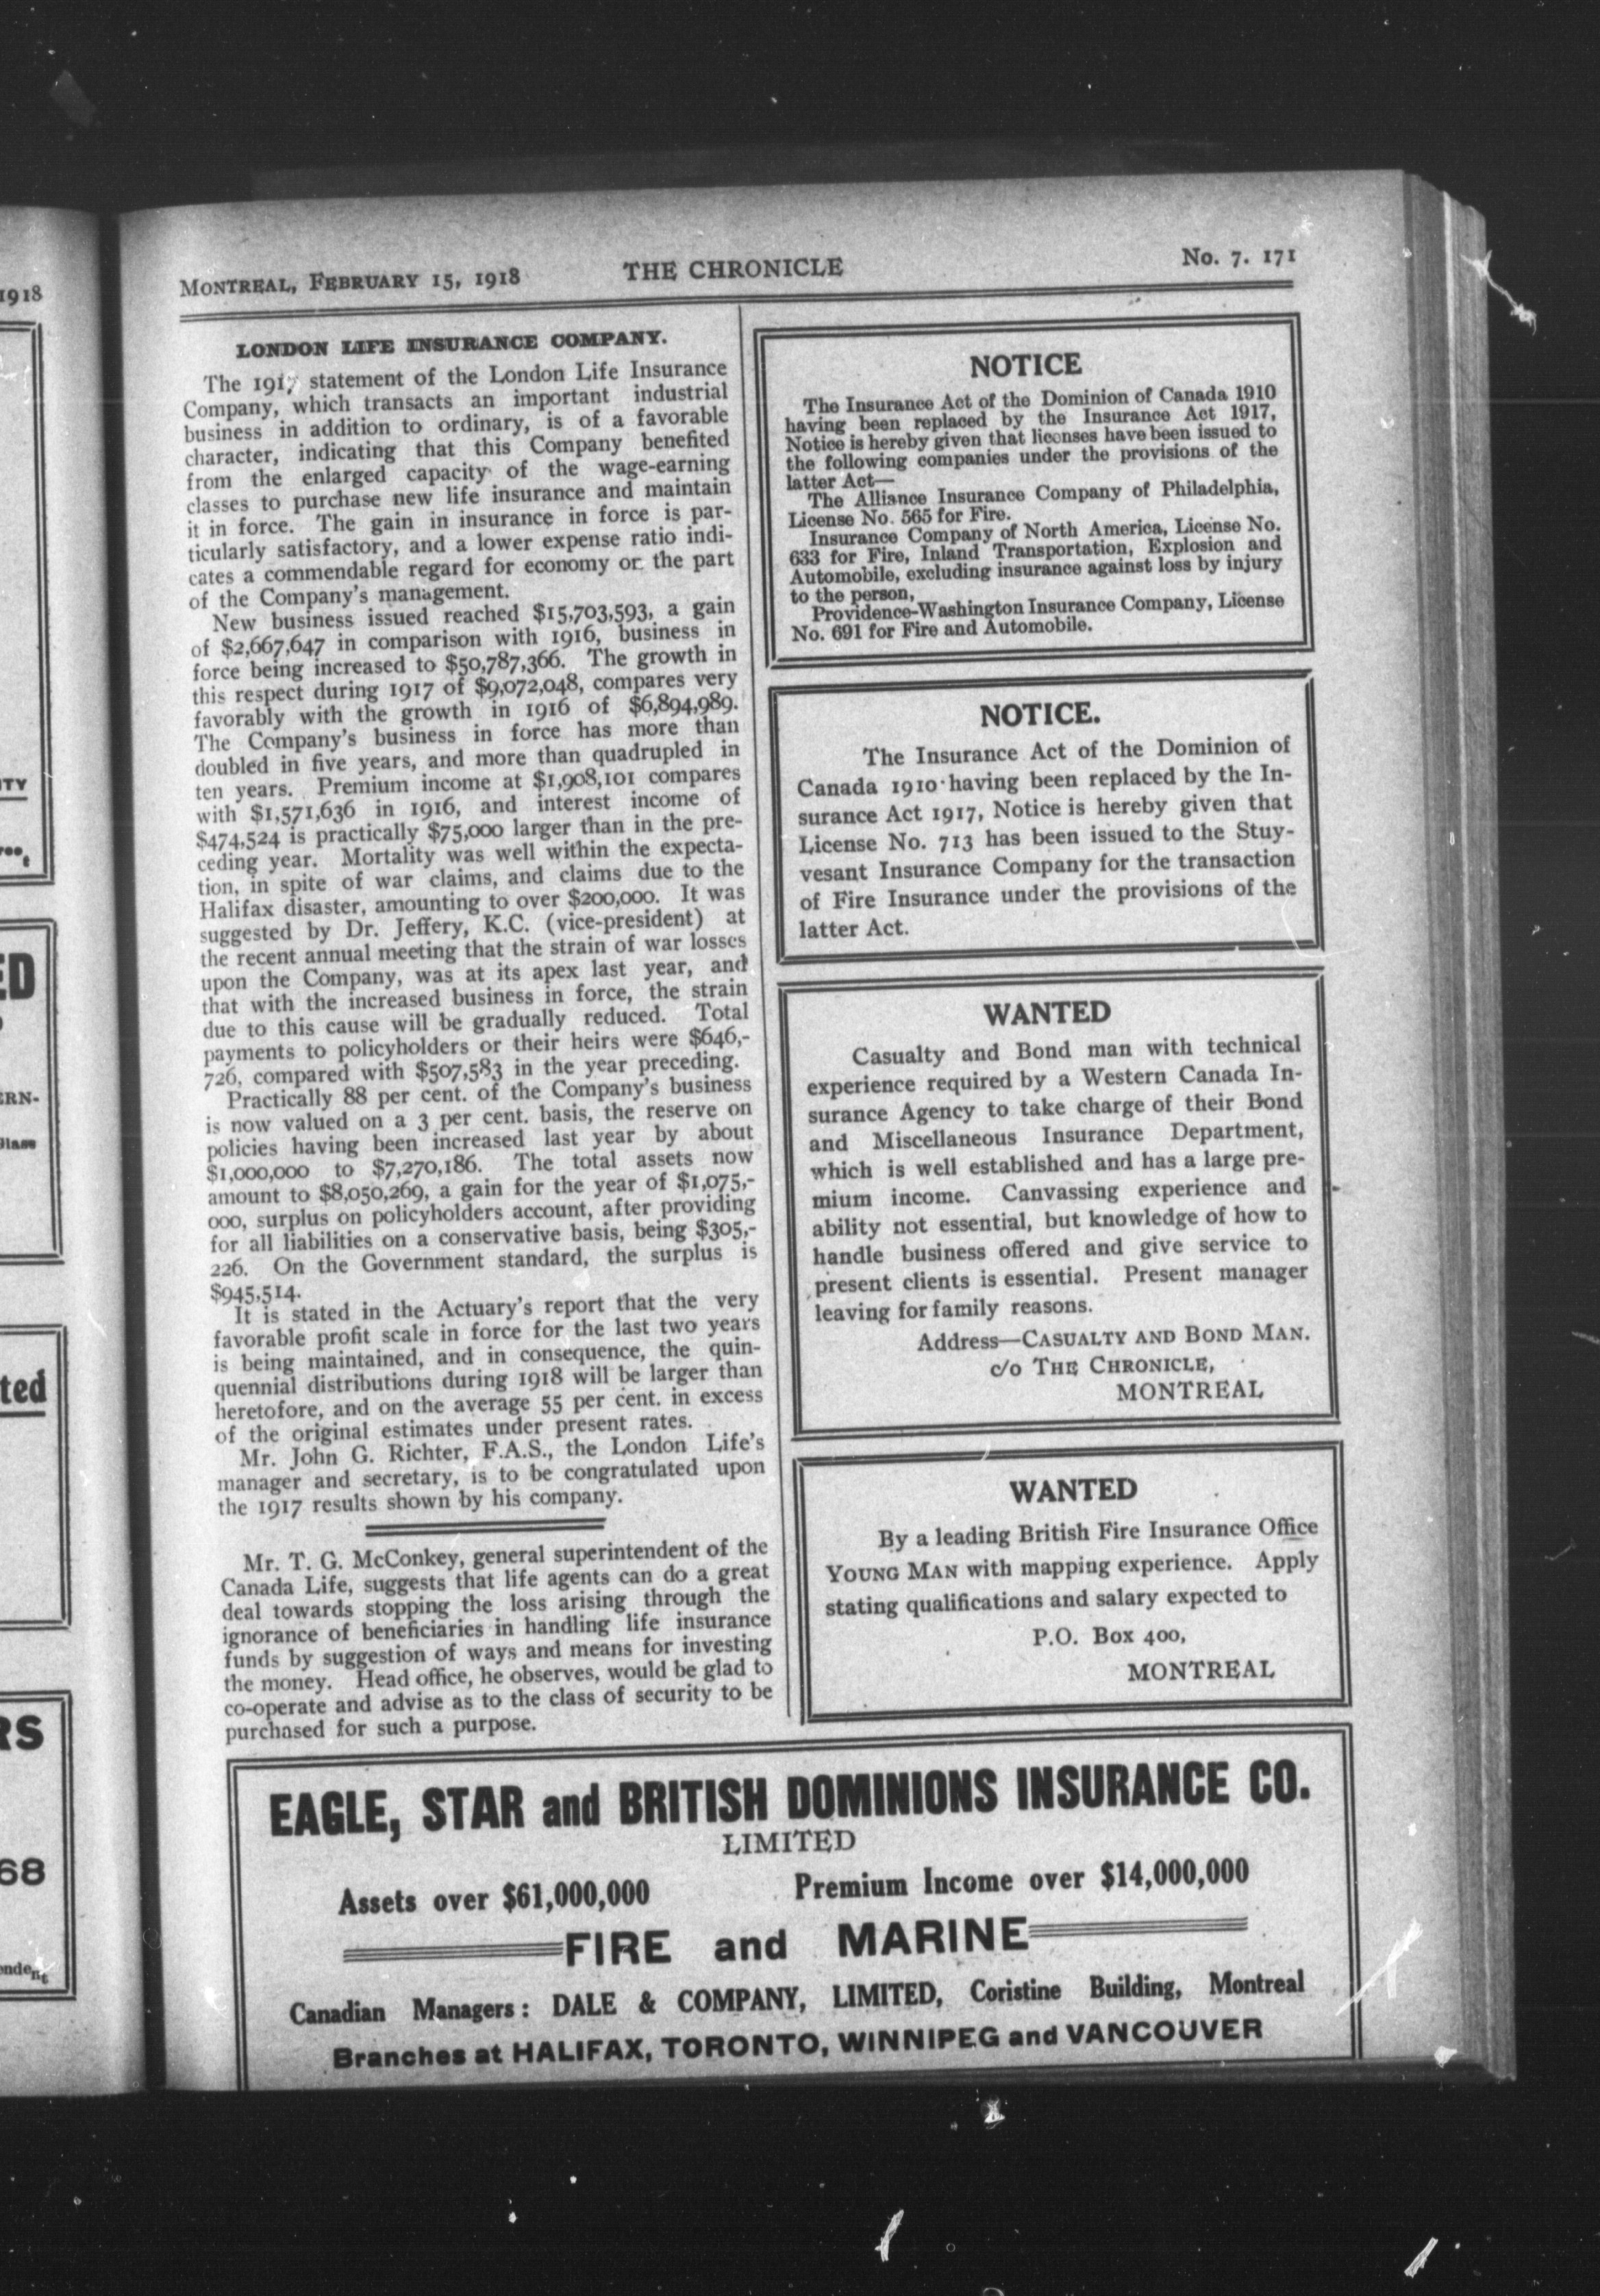 1918
TY
ED
ERN-
Glass
ted
RS
68
MONTREAL, FEBRUARY 15, 1918
THE CHRONICLE
No. 7. 171
LONDON LIFE INSURANCE COMPANY.
The 1917 statement of the London Life Insurance
Company, which transacts an important industrial
business in addition to ordinary, is of a favorable
character, indicating that this Company benefited
from the enlarged capacity of the wage-earning
classes to purchase new life insurance and maintain
it in force. The gain in insurance in force is par-
ticularly satisfactory, and a lower expense ratio indi-
cates a commendable regard for economy on the part
of the Company's management.
New business issued reached $15,703,593, a gain
of $2,667,647 in comparison with 1916, business in
force being increased to $50,787,366. The growth in
this respect during 1917 of $9,072,048, compares very
favorably with the growth in 1916 of $6,894,989.
The Company's business in force has more than
doubled in five years, and more than quadrupled in
ten years. Premium income at $1,908,101 compares
with $1,571,636 in 1916, and interest income of
$474,524 is practically $75,000 larger than in the pre-
ceding year. Mortality was well within the expecta-
tion, in spite of war claims, and claims due to the
Halifax disaster, amounting to over $200,000. It was
suggested by Dr. Jeffery, K.C. (vice-president) at
the recent annual meeting that the strain of war losses
upon the Company, was at its apex last year, and
that with the increased business in force, the strain
due to this cause will be gradually reduced. Total
payments to policyholders or their heirs were $646,-
726, compared with $507,583 in the year preceding.
Practically 88 per cent. of the Company's business
is now valued on a 3 per cent. basis, the reserve on
policies having been increased last year by about
$1,000,000 to $7,270,186. The total assets now
amount to $8,050,269, a gain for the year of $1,075,-
000, surplus on policyholders account, after providing
for all liabilities on a conservative basis, being $305,-
226. On the Government standard, the surplus is
$945,514.
It is stated in the Actuary's report that the very
favorable profit scale in force for the last two years
is being maintained, and in consequence, the quin-
quennial distributions during 1918 will be larger than
heretofore, and on the average 55 per cent. in excess
of the original estimates under present rates.
Mr. John G. Richter, F.A.S., the London Life's
manager and secretary, is to be congratulated upon
the 1917 results shown by his company.
Mr. T. G. McConkey, general superintendent of the
Canada Life, suggests that life agents can do a great
deal towards stopping the loss arising through the
ignorance of beneficiaries in handling life insurance
funds by suggestion of ways and means for investing
the money. Head office, he observes, would be glad to
co-operate and advise as to the class of security to be
purchased for such a purpose.
NOTICE
The Insurance Act of the Dominion of Canada 1910
having been replaced by the Insurance Act 1917,
Notice is hereby given that licenses have been issued to
the following companies under the provisions of the
latter Act—
The Alliance Insurance Company of Philadelphia,
License No. 565 for Fire.
Insurance Company of North America, License No.
633 for Fire, Inland Transportation, Explosion and
Automobile, excluding insurance against loss by injury
to the person,
Providence-Washington Insurance Company, License
No. 691 for Fire and Automobile.
NOTICE.
The Insurance Act of the Dominion of
Canada 1910 having been replaced by the In-
surance Act 1917, Notice is hereby given that
License No. 713 has been issued to the Stuy-
vesant Insurance Company for the transaction
of Fire Insurance under the provisions of the
latter Act.
WANTED
Casualty and Bond man with technical
experience required by a Western Canada In-
surance Agency to take charge of their Bond
and Miscellaneous Insurance Department,
which is well established and has a large pre-
mium income. Canvassing experience and
ability not essential, but knowledge of how to
handle business offered and give service to
present clients is essential. Present manager
leaving for family reasons.
Address—CASUALTY AND BOND MAN.
c/o THE CHRONICLE,
MONTREAL
WANTED
By a leading British Fire Insurance Office
YOUNG MAN with mapping experience. Apply
stating qualifications and salary expected to
P.O. Box 400,
MONTREAL
EAGLE, STAR and BRITISH DOMINIONS INSURANCE CO.
LIMITED
Assets over $61,000,000 Premium Income over $14,000,000
FIRE and MARINE
Canadian Managers: DALE & COMPANY, LIMITED, Coristine Building, Montreal
Branches at HALIFAX, TORONTO, WINNIPEG and VANCOUVER